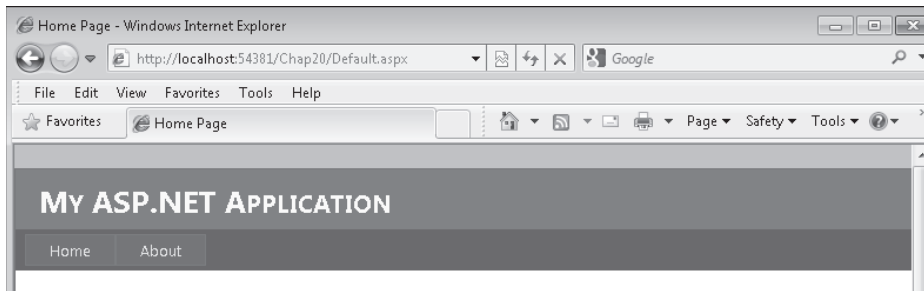 Home Page - Windows Internet Explorer
http://localhost:54381/Chap20/Default.aspx
Google
File Edit View Favorites Tools Help
Favorites Home Page Page Safety Tools
MY ASP.NET APPLICATION
Home About